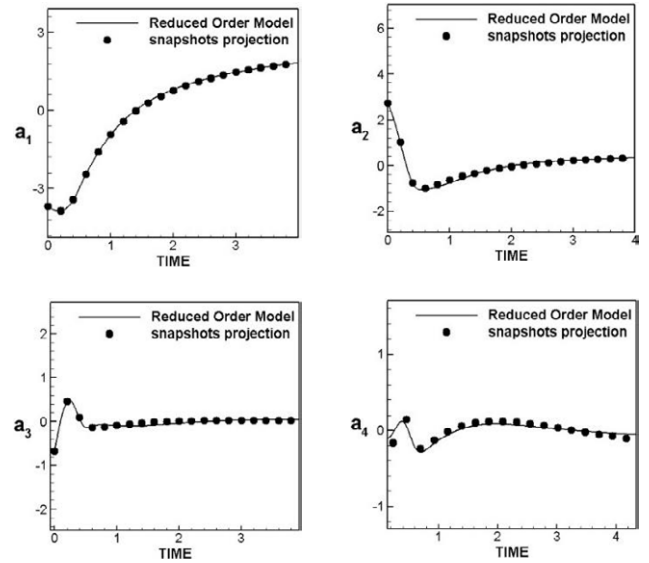 Reduced Order Model
snapshots projection
3
0
-3
a1
0 1 2 3
TIME
Reduced Order Model
snapshots projection
6
4
2
0
-2
a2
0 1 2 3 4
TIME
Reduced Order Model
snapshots projection
2
1
0
-1
-2
a3
0 1 2 3
TIME
Reduced Order Model
snapshots projection
1
0
-1
a4
1 2 3 4
TIME